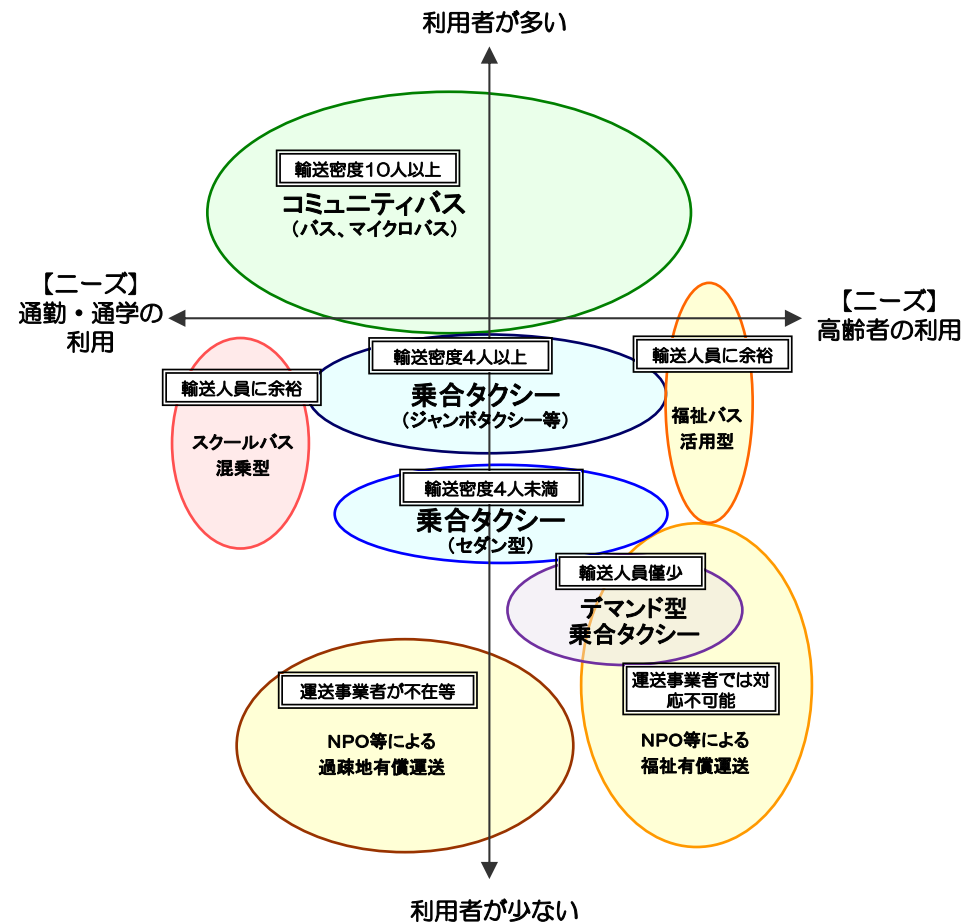 利用者が多い
輸送密度10人以上
コミュニティバス
（バス、マイクロバス）
【ニーズ】
通勤・通学の
利用
【ニーズ】
高齢者の利用
輸送密度4人以上
乗合タクシー
（ジャンボタクシー等）
輸送人員に余裕
福祉バス
活用型
輸送人員に余裕
スクールバス
混乗型
輸送密度4人未満
乗合タクシー
（セダン型）
輸送人員僅少
デマンド型
乗合タクシー
運送事業者が不在等
NPO等による
過疎地有償運送
運送事業者では対
応不可能
NPO等による
福祉有償運送
利用者が少ない